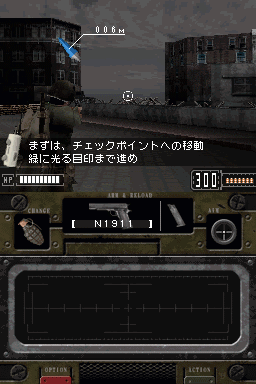 006M
まずは、チェックポイントへの移動
緑に光る目印まで進め
HP
300
ARM & RELOAD
CHANGE
AIM
[ N1911 ]
OPTION
ACTION